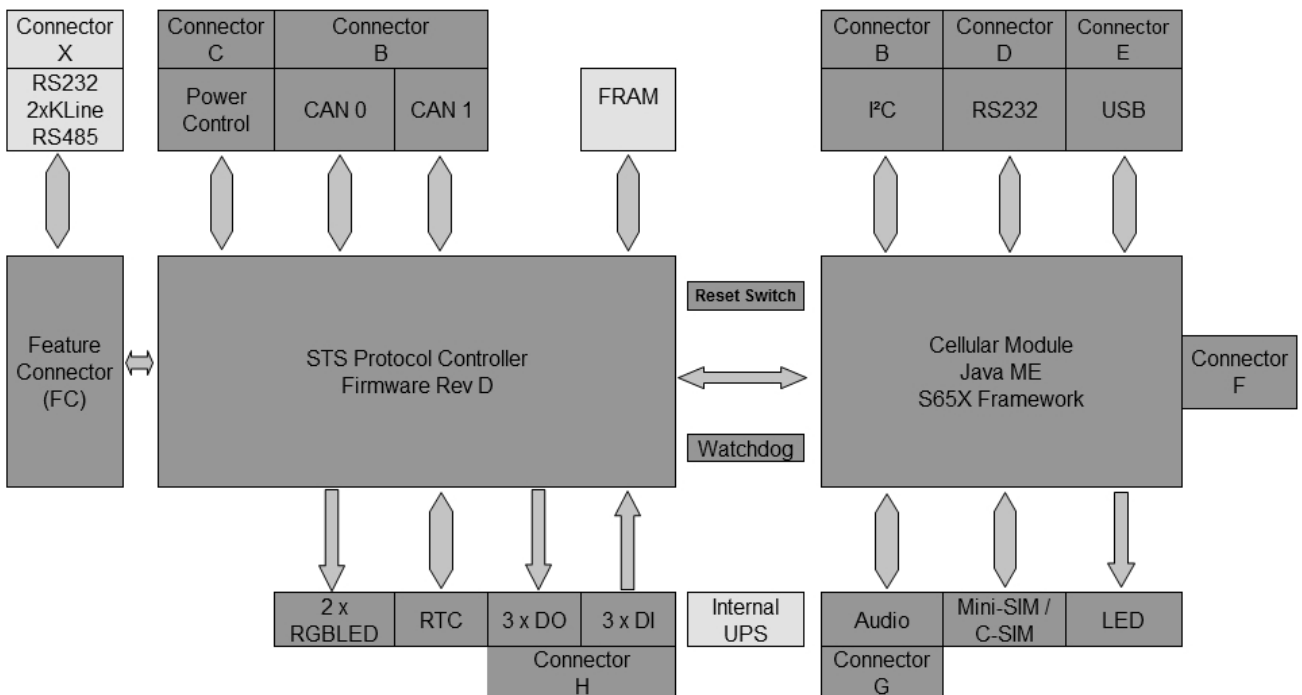 Connector
X
RS232
2xKLine
RS485
Connector
C
Power
Control
Connector
B
CAN 0
CAN 1
FRAM
Connector
B
I²C
Connector
D
RS232
Connector
E
USB
Feature
Connector
(FC)
STS Protocol Controller
Firmware Rev D
Reset Switch
Watchdog
Cellular Module
Java ME
S65X Framework
Connector
F
2 x
RGBLED
RTC
3 x DO
3 x DI
Connector
H
Internal
UPS
Audio
Connector
G
Mini-SIM /
C-SIM
LED